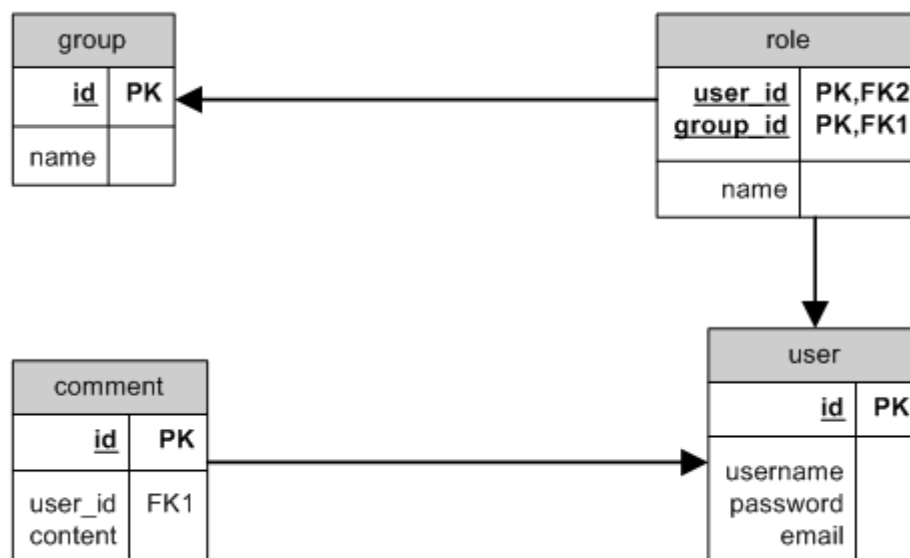 group
id PK
name
role
user_id PK,FK2
group_id PK,FK1
name
comment
id PK
user_id FK1
content
user
id PK
username
password
email